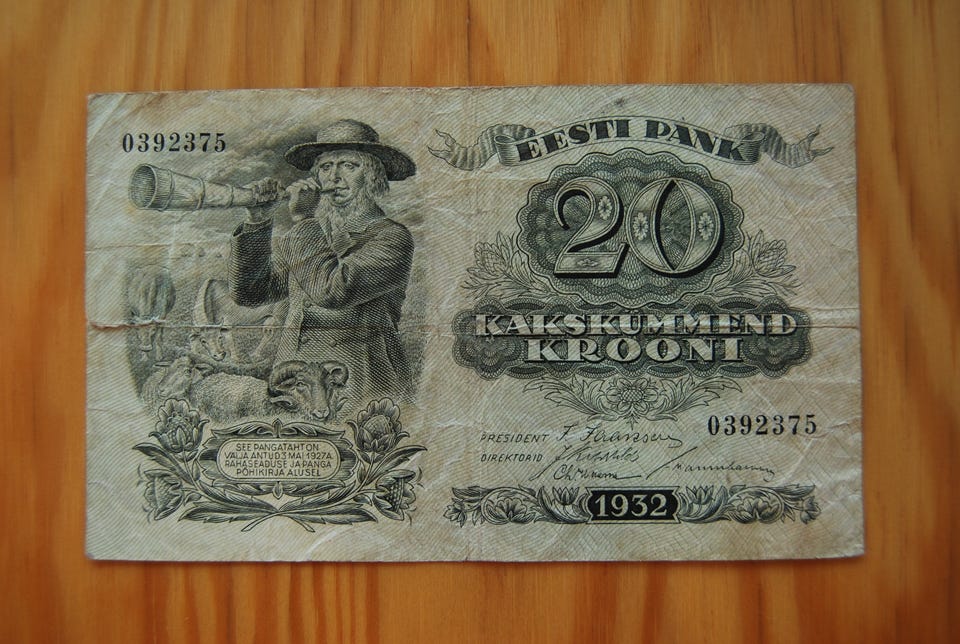 0392375
EESTI PANK
20
KAKSKÜMMEND
KROONI
SEE PANGATÄHT ON
VÄLJA ANTUD 3 MAI 1927A.
RAHASEADUSE JA PANGA
PÕHIKIRJA ALUSEL
0392375
PRESIDENT
DIREKTORID
1932